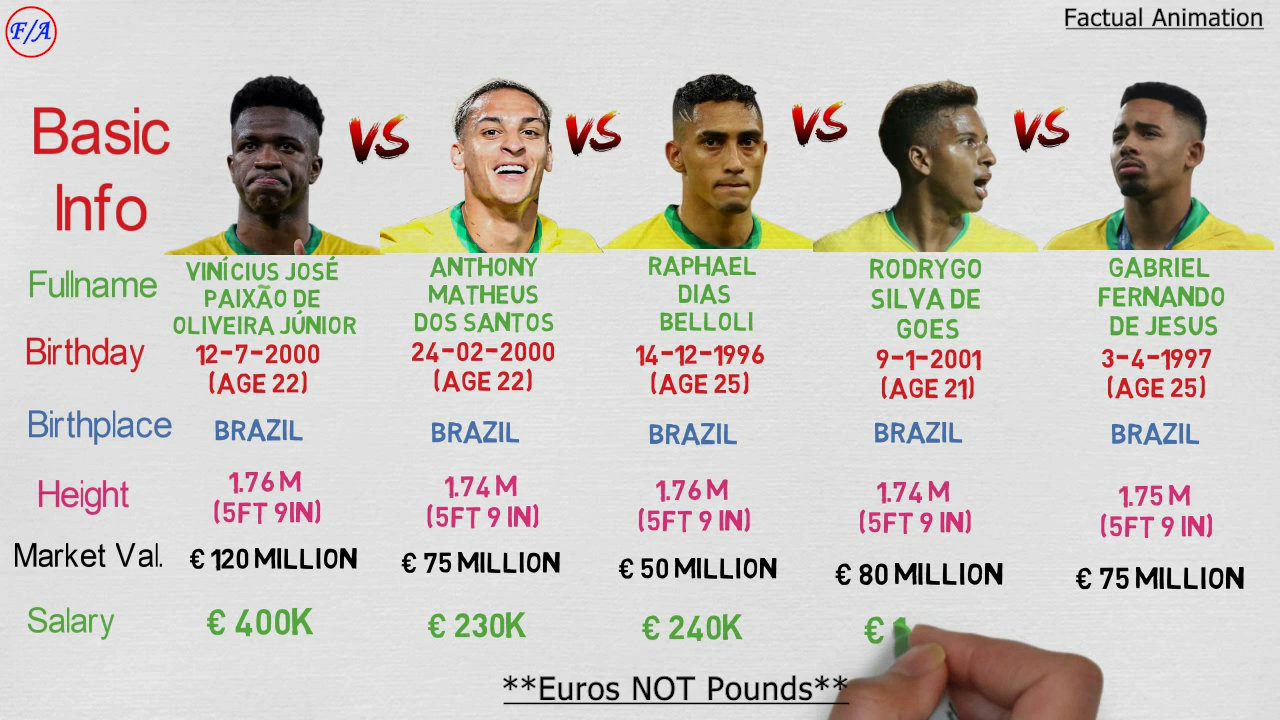 F/A
Factual Animation
Basic
Info
VS
VS
VS
VS
Fullname
VINÍCIUS JOSÉ
PAIXÃO DE
OLIVEIRA JÚNIOR
ANTHONY
MATHEUS
DOS SANTOS
RAPHAEL
DIAS
BELLOLI
RODRYGO
SILVA DE
GOES
GABRIEL
FERNANDO
DE JESUS
Birthday
12-7-2000
(AGE 22)
24-02-2000
(AGE 22)
14-12-1996
(AGE 25)
9-1-2001
(AGE 21)
3-4-1997
(AGE 25)
Birthplace
BRAZIL
BRAZIL
BRAZIL
BRAZIL
BRAZIL
Height
1.76 M
(5FT 9IN)
1.74 M
(5FT 9 IN)
1.76 M
(5FT 9 IN)
1.74 M
(5FT 9 IN)
1.75 M
(5FT 9 IN)
Market Val.
€ 120 MILLION
€ 75 MILLION
€ 50 MILLION
€ 80 MILLION
€ 75 MILLION
Salary
€ 400K
€ 230K
€ 240K
€
**Euros NOT Pounds**